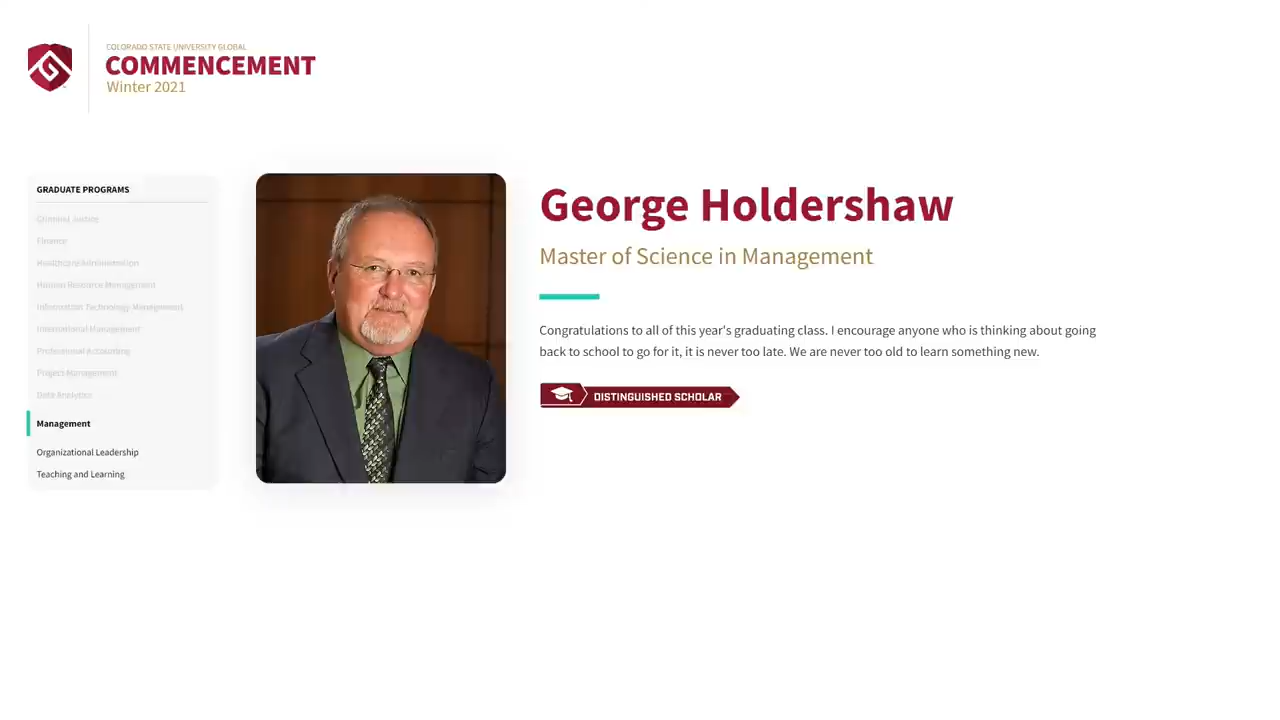 COLORADO STATE UNIVERSITY GLOBAL
COMMENCEMENT
Winter 2021
GRADUATE PROGRAMS
Criminal Justice
Finance
Healthcare Administration
Human Resource Management
Information Technology Management
International Management
Professional Accounting
Project Management
Data Analytics
Management
Organizational Leadership
Teaching and Learning
George Holdershaw
Master of Science in Management
Congratulations to all of this year's graduating class. I encourage anyone who is thinking about going
back to school to go for it, it is never too late. We are never too old to learn something new.
DISTINGUISHED SCHOLAR